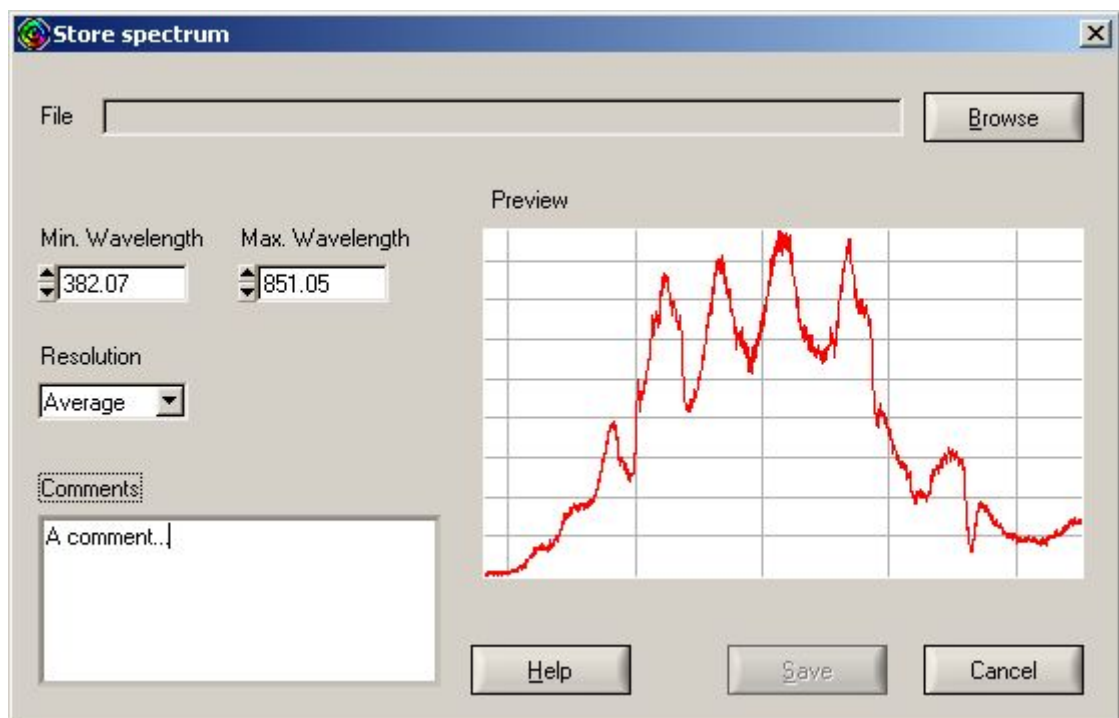 Store spectrum
File
Browse
Preview
Min. Wavelength Max. Wavelength
382.07 851.05
Resolution
Average
Comments
A comment...
Help Save Cancel